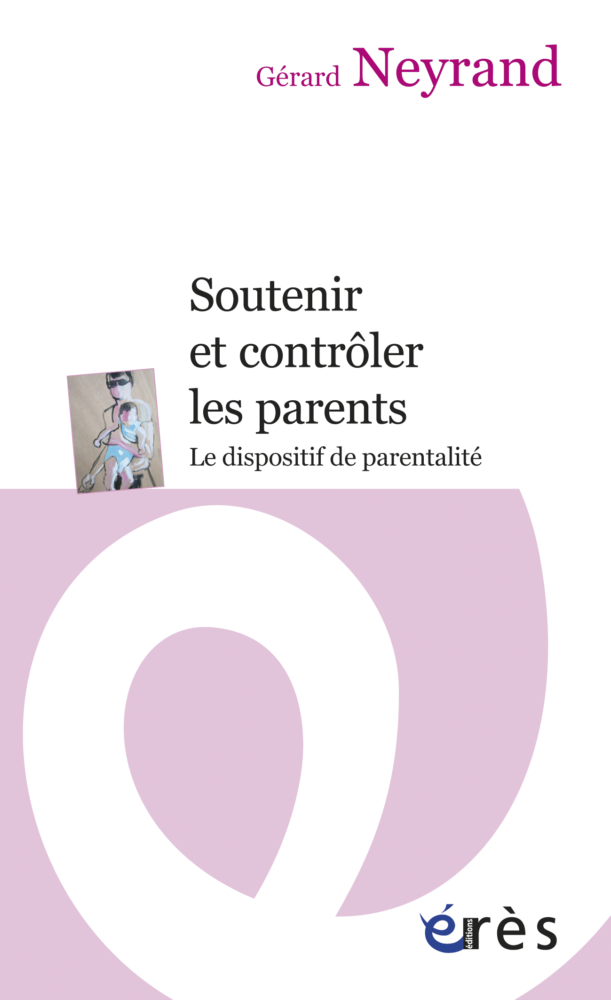 Gérard Neyrand
Soutenir
et contrôler
les parents
Le dispositif de parentalité
éditions
érès